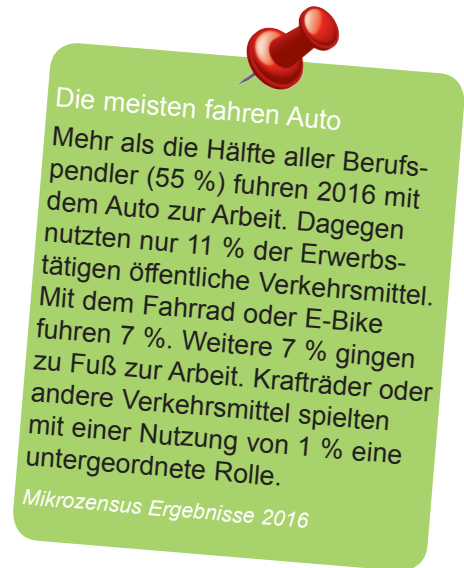 Die meisten fahren Auto
Mehr als die Hälfte aller Berufs-
pendler (55 %) fuhren 2016 mit
dem Auto zur Arbeit. Dagegen
nutzten nur 11 % der Erwerbs-
tätigen öffentliche Verkehrsmittel.
Mit dem Fahrrad oder E-Bike
fuhren 7 %. Weitere 7 % gingen
zu Fuß zur Arbeit. Krafträder oder
andere Verkehrsmittel spielten
mit einer Nutzung von 1 % eine
untergeordnete Rolle.
Mikrozensus Ergebnisse 2016